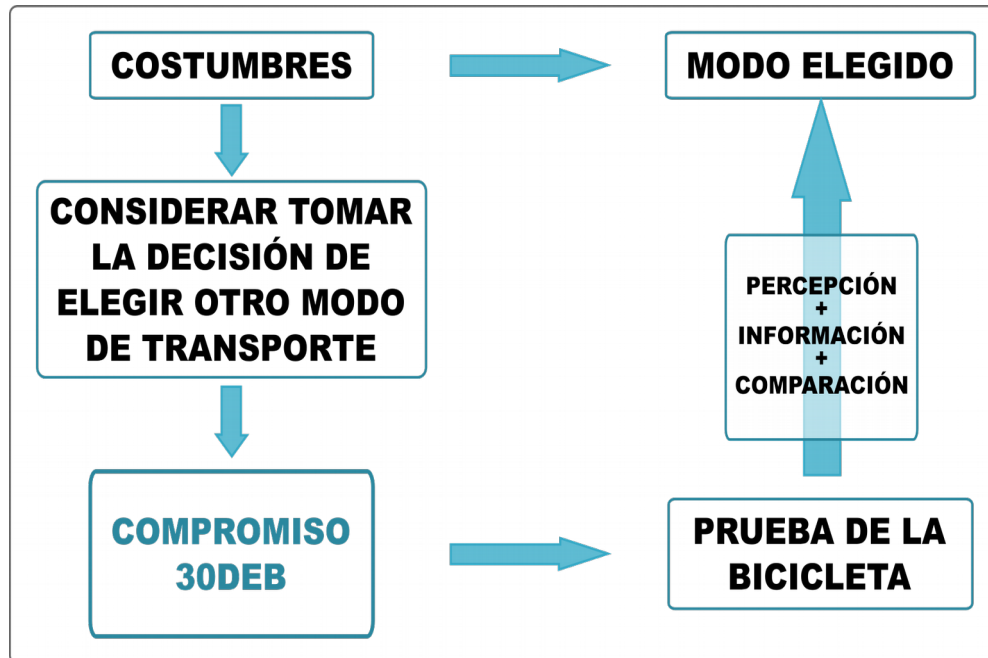 COSTUMBRES
MODO ELEGIDO
CONSIDERAR TOMAR
LA DECISIÓN DE
ELEGIR OTRO MODO
DE TRANSPORTE
PERCEPCIÓN
+
INFORMACIÓN
+
COMPARACIÓN
COMPROMISO
30DEB
PRUEBA DE LA
BICICLETA